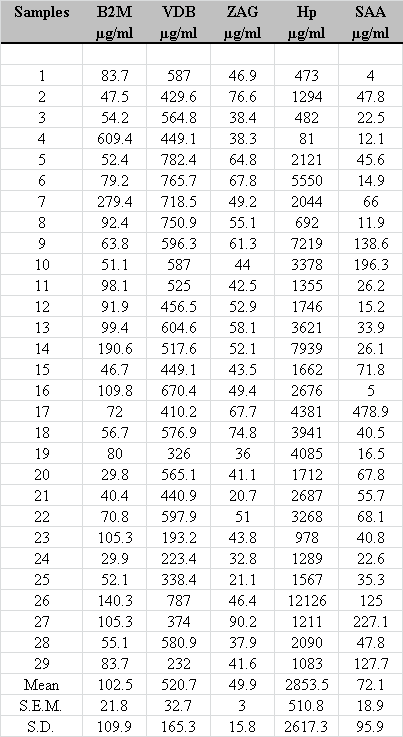 Samples B2M VDB ZAG Hp SAA
µg/ml µg/ml µg/ml µg/ml µg/ml
1 83.7 587 46.9 473 4
2 47.5 429.6 76.6 1294 47.8
3 54.2 564.8 38.4 482 22.5
4 609.4 449.1 38.3 81 12.1
5 52.4 782.4 64.8 2121 45.6
6 79.2 765.7 67.8 5550 14.9
7 279.4 718.5 49.2 2044 66
8 92.4 750.9 55.1 692 11.9
9 63.8 596.3 61.3 7219 138.6
10 51.1 587 44 3378 196.3
11 98.1 525 42.5 1355 26.2
12 91.9 456.5 52.9 1746 15.2
13 99.4 604.6 58.1 3621 33.9
14 190.6 517.6 52.1 7939 26.1
15 46.7 449.1 43.5 1662 71.8
16 109.8 670.4 49.4 2676 5
17 72 410.2 67.7 4381 478.9
18 56.7 576.9 74.8 3941 40.5
19 80 326 36 4085 16.5
20 29.8 565.1 41.1 1712 67.8
21 40.4 440.9 20.7 2687 55.7
22 70.8 597.9 51 3268 68.1
23 105.3 193.2 43.8 978 40.8
24 29.9 223.4 32.8 1289 22.6
25 52.1 338.4 21.1 1567 35.3
26 140.3 787 46.4 12126 125
27 105.3 374 90.2 1211 227.1
28 55.1 580.9 37.9 2090 47.8
29 83.7 232 41.6 1083 127.7
Mean 102.5 520.7 49.9 2853.5 72.1
S.E.M. 21.8 32.7 3 510.8 18.9
S.D. 109.9 165.3 15.8 2617.3 95.9